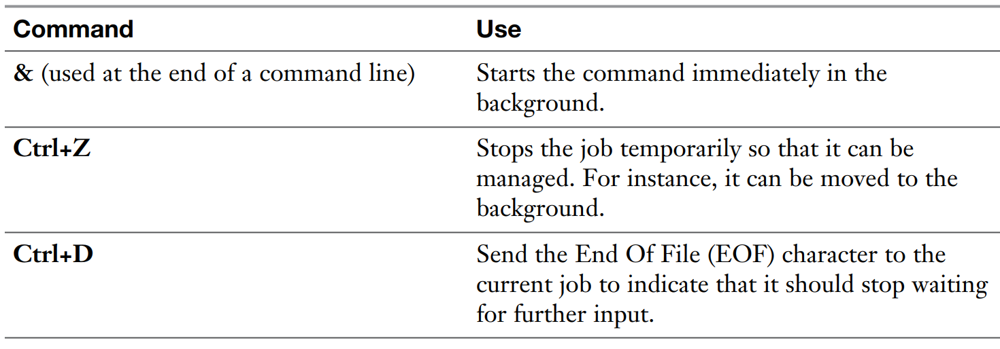 Command Use
& (used at the end of a command line) Starts the command immediately in the
background.
Ctrl+Z Stops the job temporarily so that it can be
managed. For instance, it can be moved to the
background.
Ctrl+D Send the End Of File (EOF) character to the
current job to indicate that it should stop waiting
for further input.